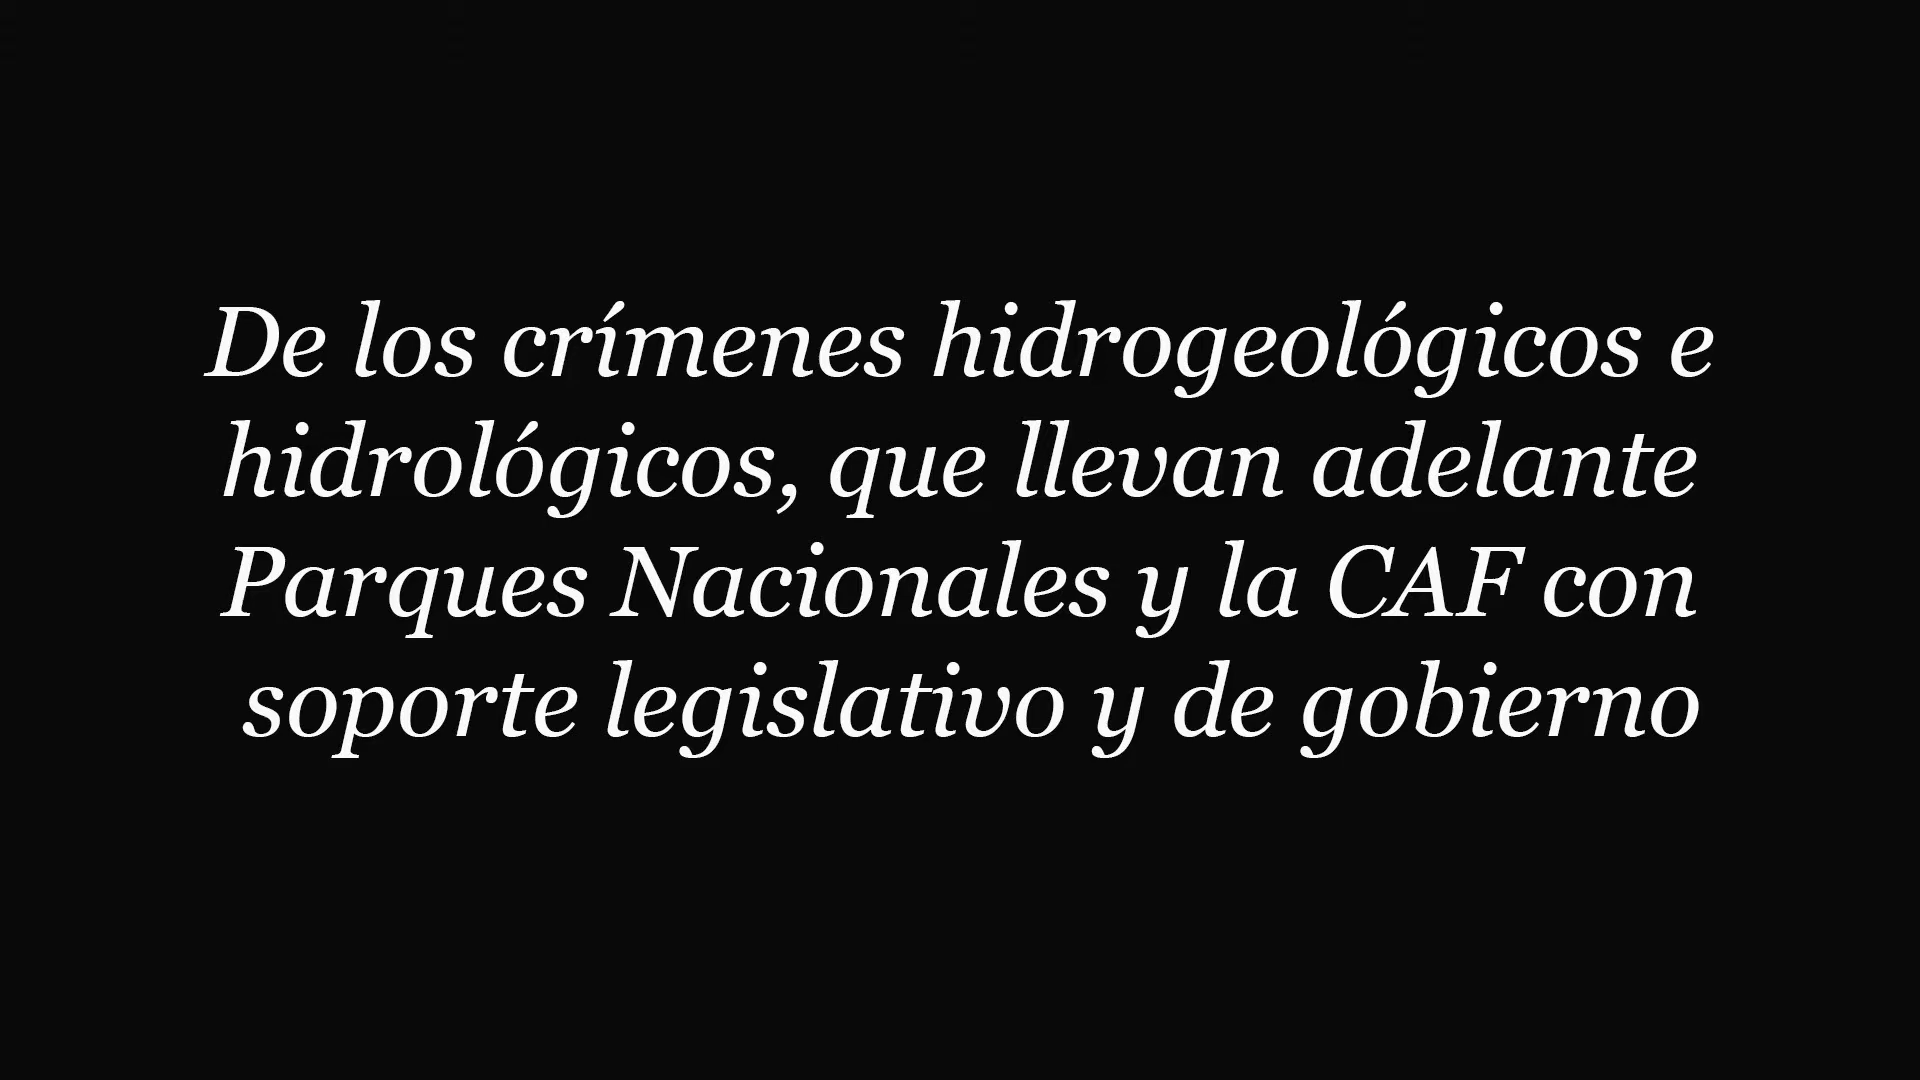 De los crímenes hidrogeológicos e
hidrológicos, que llevan adelante
Parques Nacionales y la CAF con
soporte legislativo y de gobierno